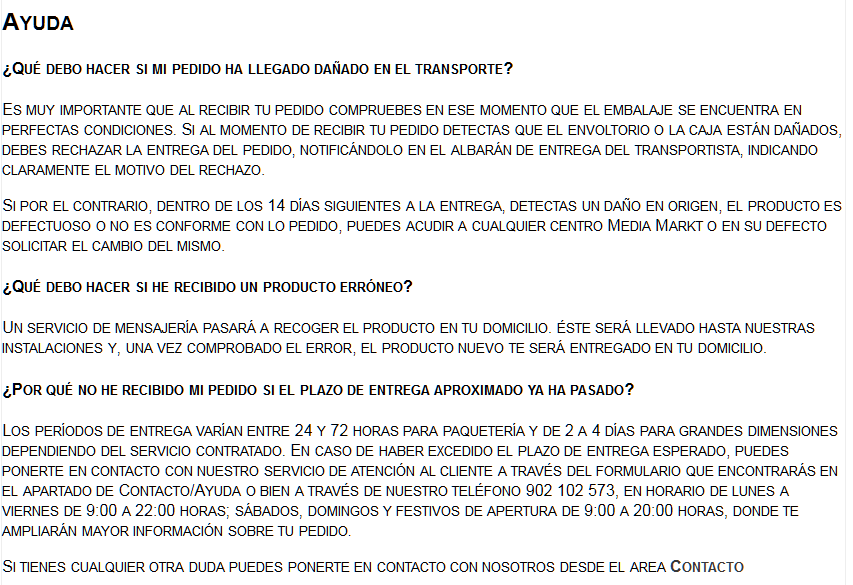 Ayuda
¿Qué debo hacer si mi pedido ha llegado dañado en el transporte?
Es muy importante que al recibir tu pedido compruebes en ese momento que el embalaje se encuentra en
perfectas condiciones. Si al momento de recibir tu pedido detectas que el envoltorio o la caja están dañados,
debes rechazar la entrega del pedido, notificándolo en el albarán de entrega del transportista, indicando
claramente el motivo del rechazo.
Si por el contrario, dentro de los 14 días siguientes a la entrega, detectas un daño en origen, el producto es
defectuoso o no es conforme con lo pedido, puedes acudir a cualquier centro Media Markt o en su defecto
solicitar el cambio del mismo.
¿Qué debo hacer si he recibido un producto erróneo?
Un servicio de mensajería pasará a recoger el producto en tu domicilio. éste será llevado hasta nuestras
instalaciones y, una vez comprobado el error, el producto nuevo te será entregado en tu domicilio.
¿Por qué no he recibido mi pedido si el plazo de entrega aproximado ya ha pasado?
Los períodos de entrega varían entre 24 y 72 horas para paquetería y de 2 a 4 días para grandes dimensiones
dependiendo del servicio contratado. En caso de haber excedido el plazo de entrega esperado, puedes
ponerte en contacto con nuestro servicio de atención al cliente a través del formulario que encontrarás en
el apartado de Contacto/Ayuda o bien a través de nuestro teléfono 902 102 573, en horario de lunes a
viernes de 9:00 a 22:00 horas; sábados, domingos y festivos de apertura de 9:00 a 20:00 horas, donde te
ampliarán mayor información sobre tu pedido.
Si tienes cualquier otra duda puedes ponerte en contacto con nosotros desde el area Contacto